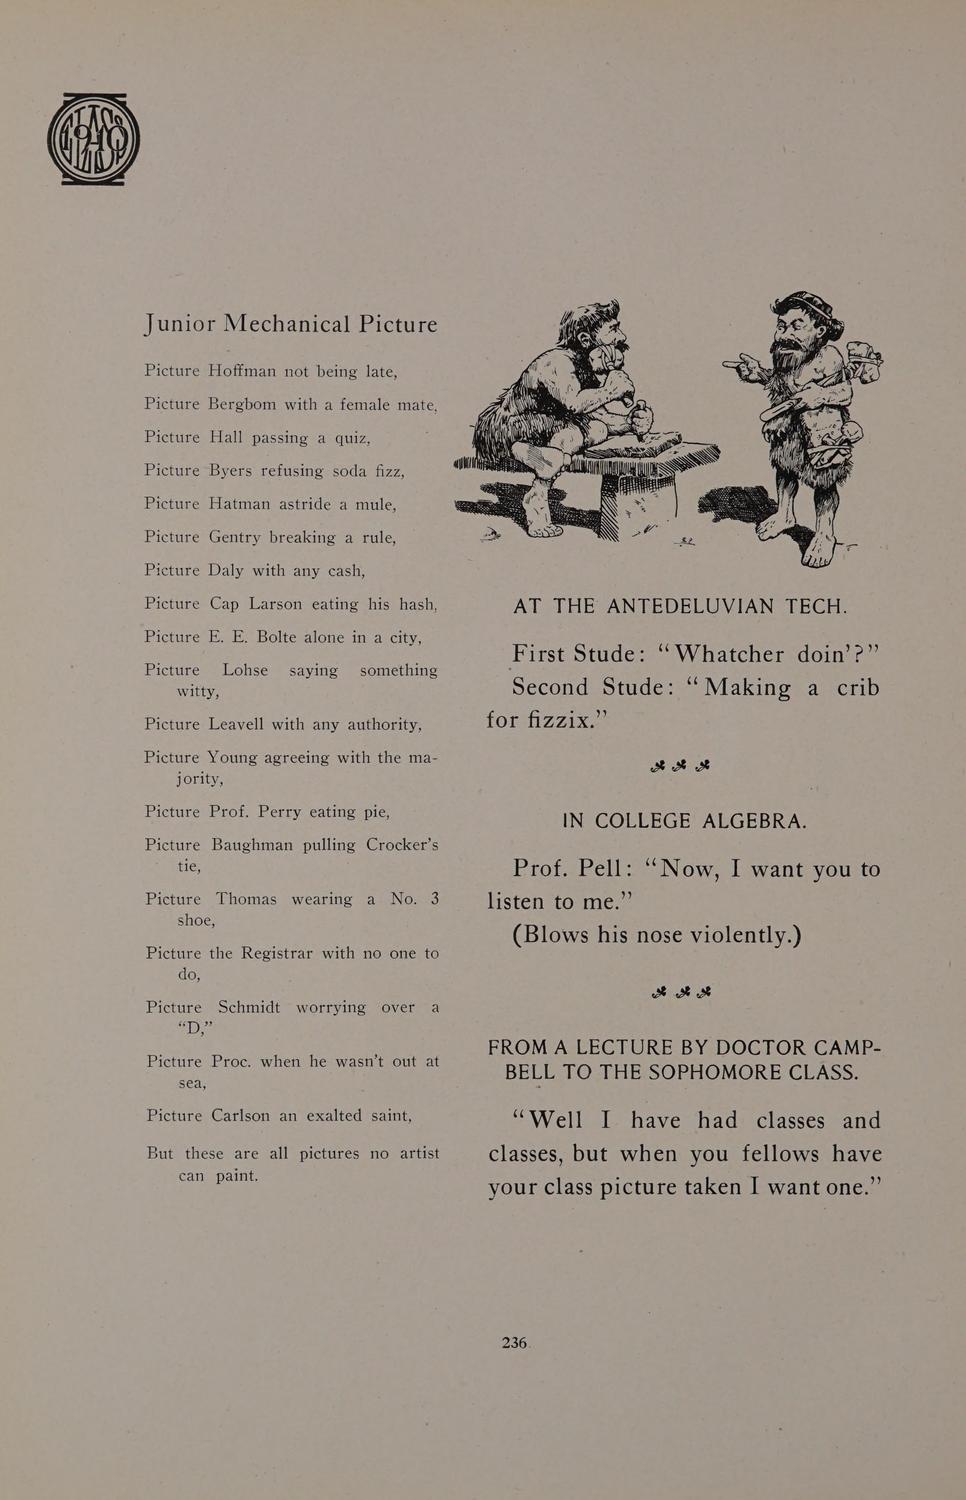 Junior Mechanical Picture
Picture Hoffman not being late,
Picture Bergbom with a female mate,
Picture Hall passing a quiz,
Picture Byers refusing soda fizz,
Picture Hatman astride a mule,
Picture Gentry breaking a rule,
Picture Daly with any cash,
Picture Cap Larson eating his hash,
Picture E. E. Bolte alone in a city,
Picture Lohse saying something
witty,
Picture Leavell with any authority,
Picture Young agreeing with the ma-
jority,
Picture Prof. Perry eating pie,
Picture Baughman pulling Crocker's
tie,
Picture Thomas wearing a No. 3
shoe,
Picture the Registrar with no one to
do,
Picture Schmidt worrying over a
“D,”
Picture Proc. when he wasn't out at
sea,
Picture Carlson an exalted saint,
But these are all pictures no artist
can paint.
AT THE ANTEDELUVIAN TECH.
First Stude: “Whatcher doin'?”
Second Stude: “Making a crib
for fizzix.”
IN COLLEGE ALGEBRA.
Prof. Pell: “Now, I want you to
listen to me.”
(Blows his nose violently.)
FROM A LECTURE BY DOCTOR CAMP-
BELL TO THE SOPHOMORE CLASS.
“Well I have had classes and
classes, but when you fellows have
your class picture taken I want one.”
236